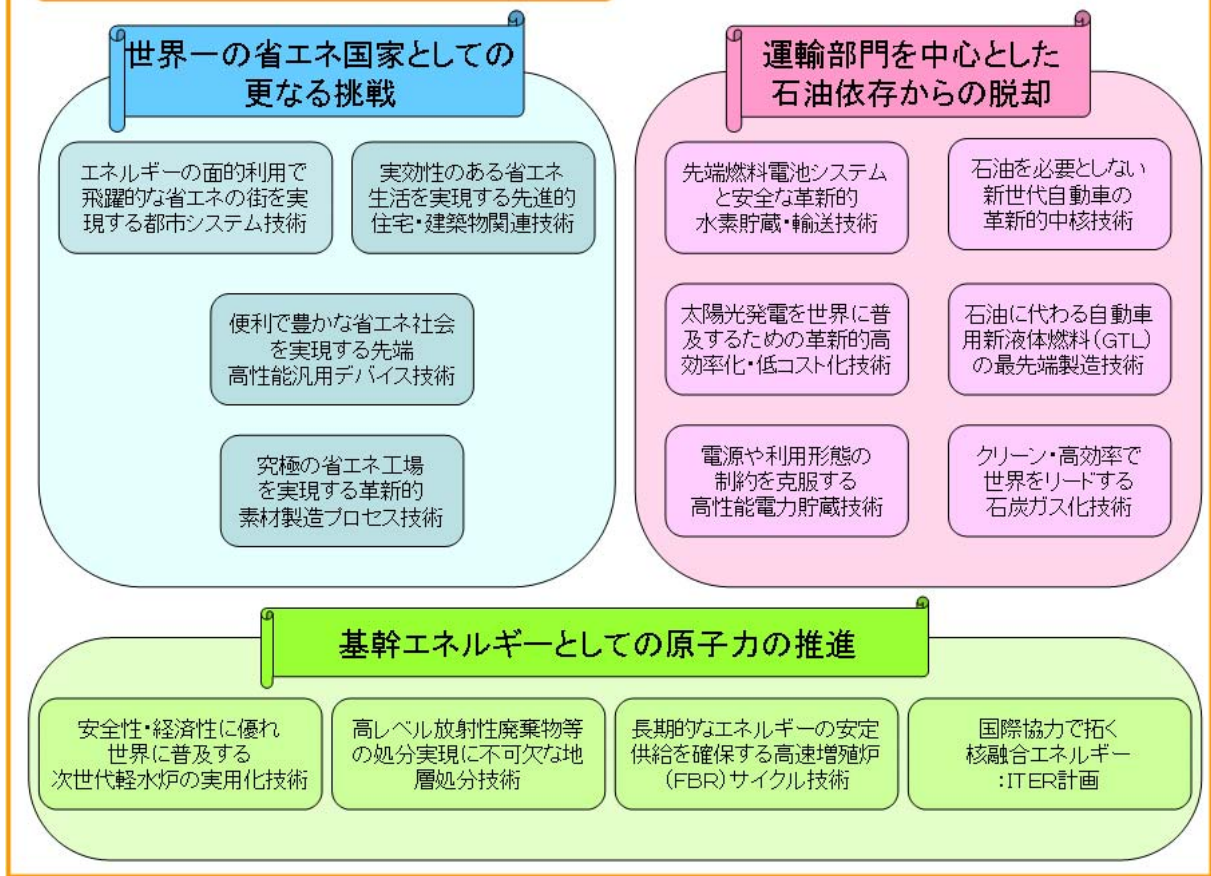 世界一の省エネ国家としての
更なる挑戦
エネルギーの面的利用で
飛躍的な省エネの街を実
現する都市システム技術
実効性のある省エネ
生活を実現する先進的
住宅・建築物関連技術
便利で豊かな省エネ社会
を実現する先端
高性能汎用デバイス技術
究極の省エネ工場
を実現する革新的
素材製造プロセス技術
運輸部門を中心とした
石油依存からの脱却
先端燃料電池システム
と安全な革新的
水素貯蔵・輸送技術
石油を必要としない
新世代自動車の
革新的中核技術
太陽光発電を世界に普
及するための革新的高
効率化・低コスト化技術
石油に代わる自動車
用新液体燃料(GTL)
の最先端製造技術
電源や利用形態の
制約を克服する
高性能電力貯蔵技術
クリーン・高効率で
世界をリードする
石炭ガス化技術
基幹エネルギーとしての原子力の推進
安全性・経済性に優れ
世界に普及する
次世代軽水炉の実用化技術
高レベル放射性廃棄物等
の処分実現に不可欠な地
層処分技術
長期的なエネルギーの安定
供給を確保する高速増殖炉
(FBR)サイクル技術
国際協力で拓く
核融合エネルギー
:ITER計画